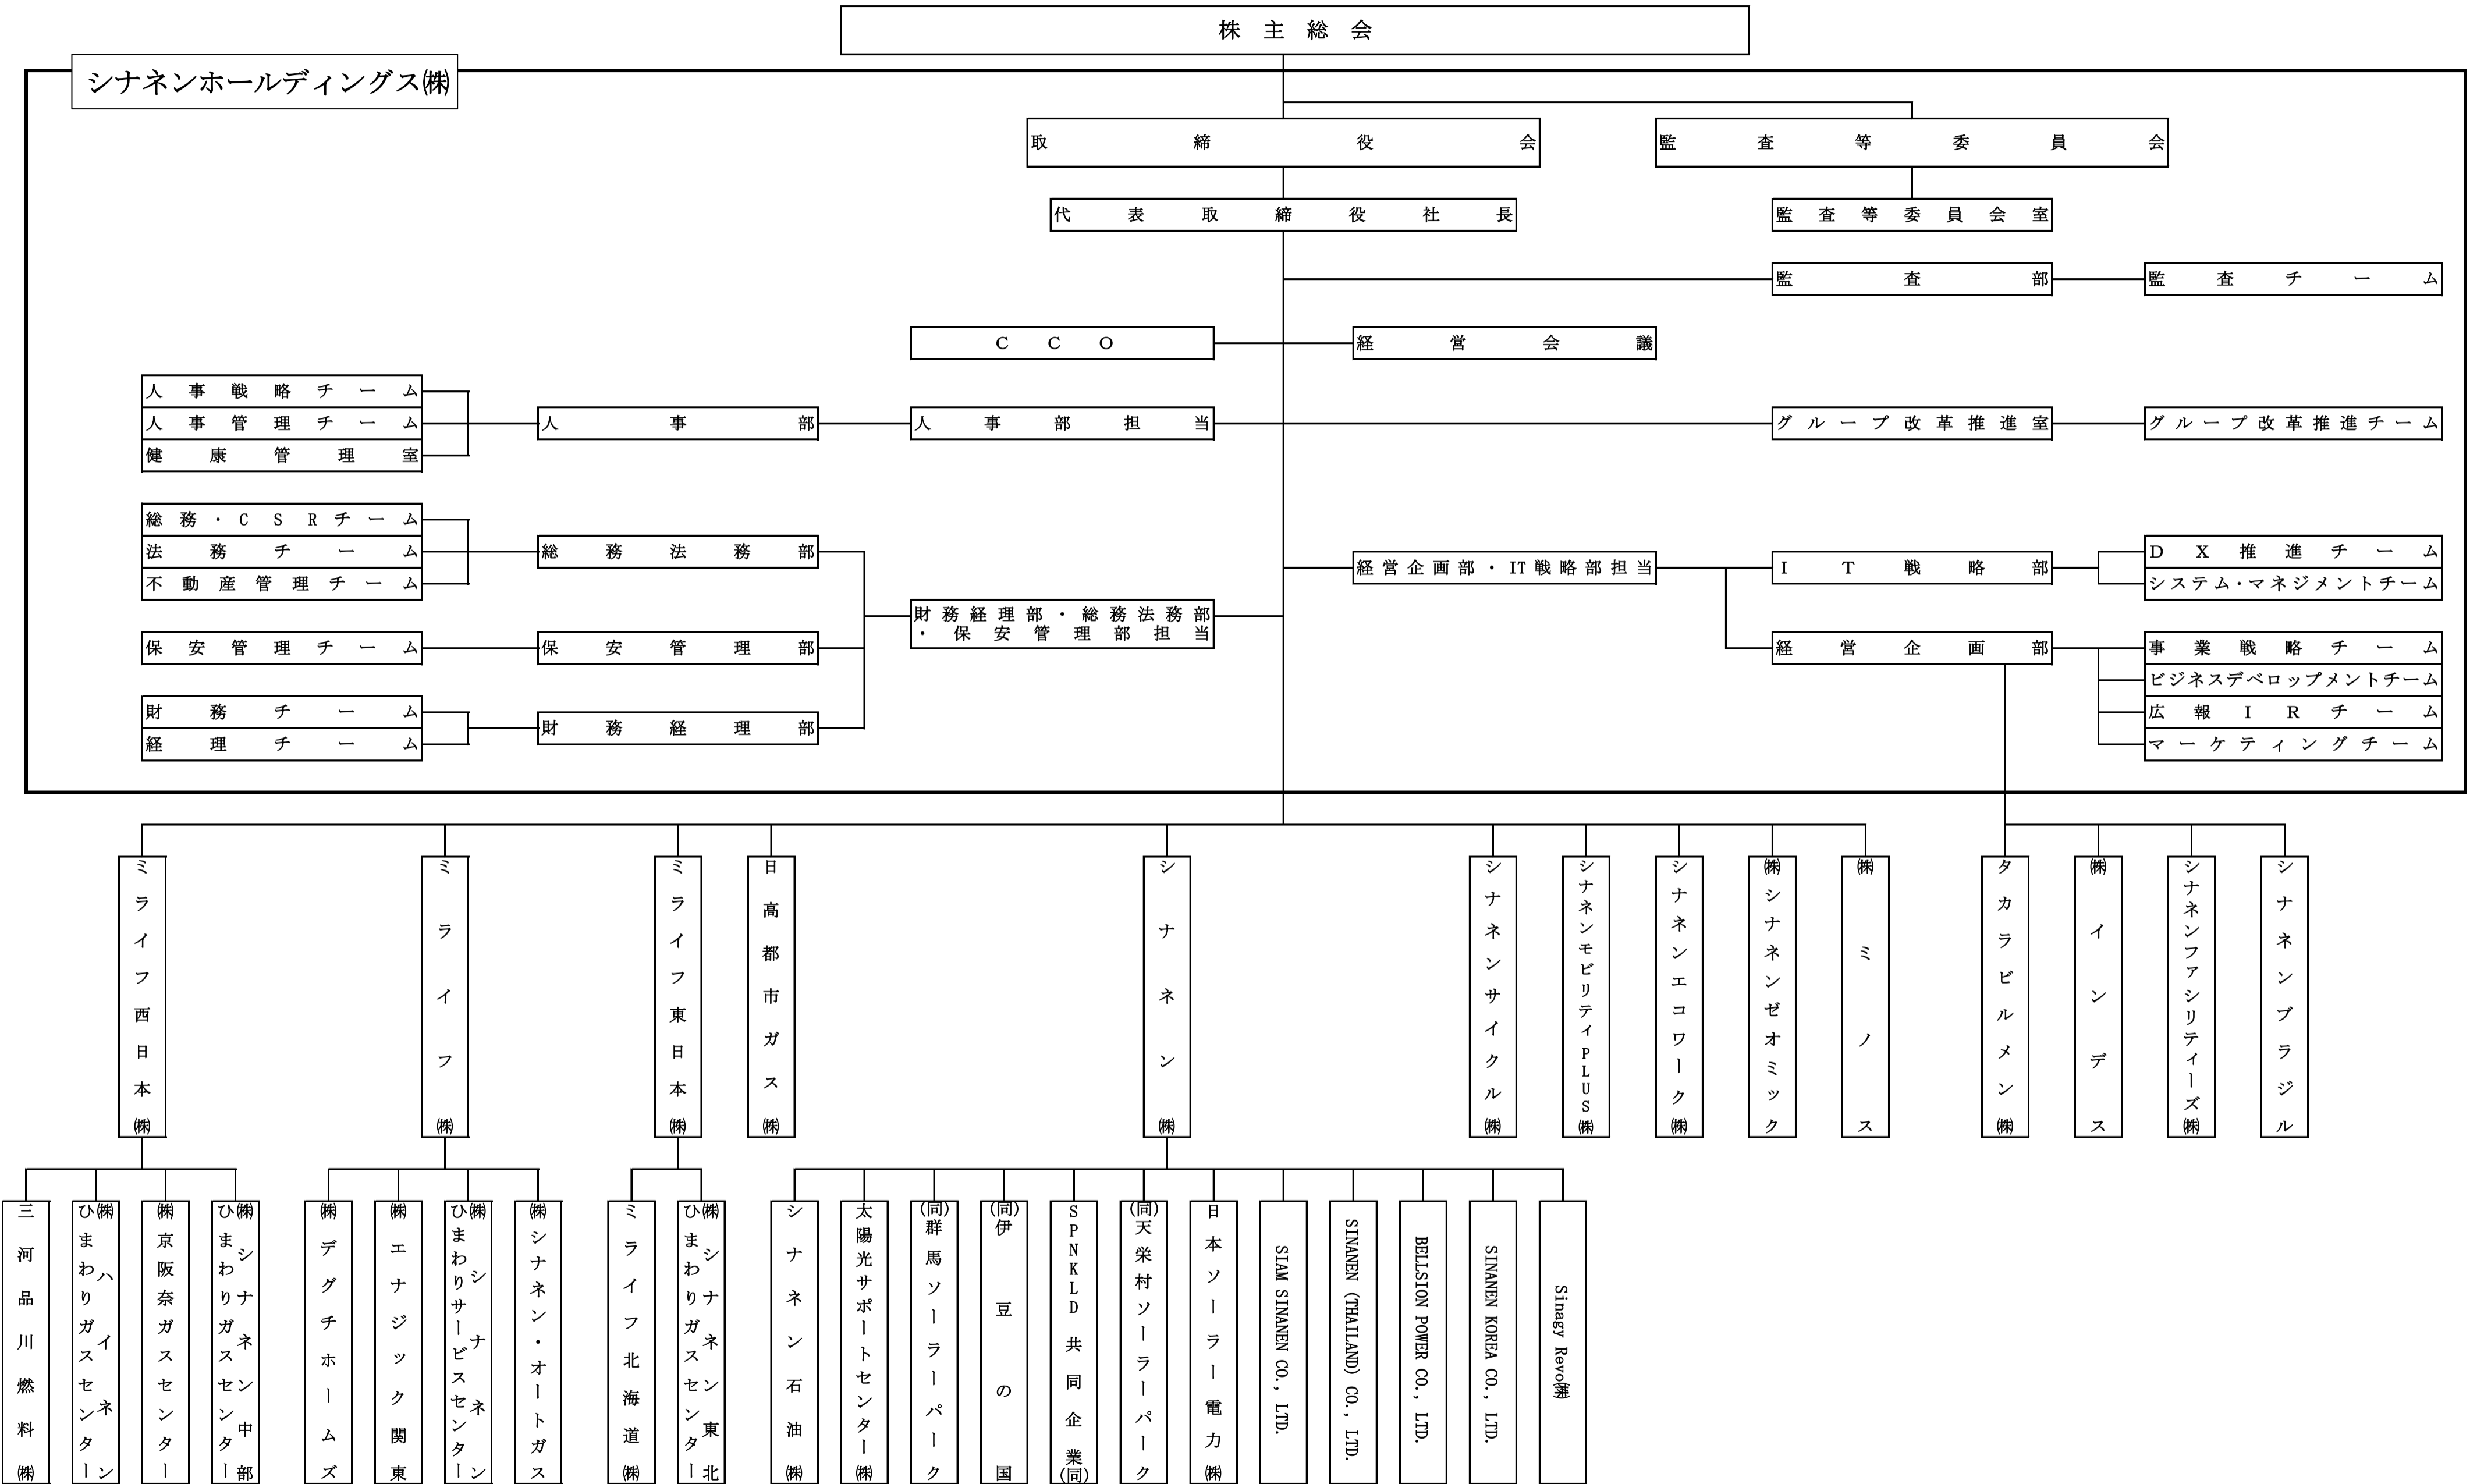 株主総会
シナネンホールディングス㈱
取締役会
監査等委員会
代表取締役社長
監査等委員会室
監査部
監査チーム
ＣＣＯ
経営会議
人事戦略チーム
人事管理チーム
健康管理室
人事部
人事部担当
グループ改革推進室
グループ改革推進チーム
総務・ＣＳＲチーム
法務チーム
不動産管理チーム
総務法務部
保安管理チーム
保安管理部
財務チーム
経理チーム
財務経理部
財務経理部・総務法務部
・保安管理部担当
経営企画部・IT戦略部担当
ＩＴ戦略部
ＤＸ推進チーム
システム・マネジメントチーム
経営企画部
事業戦略チーム
ビジネスデベロップメントチーム
広報ＩＲチーム
マーケティングチーム
ミライフ西日本㈱
ミライフ㈱
ミライフ東日本㈱
日高都市ガス㈱
シナネン㈱
シナネンサイクル㈱
シナネンモビリティPLUS㈱
シナネンエコワーク㈱
㈱シナネンゼオミック
㈱ミノス
タカラビルメン㈱
㈱インデス
シナネンファシリティーズ㈱
シナネンブラジル
三河品川燃料㈱
㈱ハイネン
ひまわりガスセンター
㈱京阪奈ガスセンター
㈱シナネン中部
ひまわりガスセンター
㈱デグチホームズ
㈱エナジック関東
㈱シナネン
ひまわりサービスセンター
㈱シナネン・オートガス
ミライフ北海道㈱
㈱シナネン東北
ひまわりガスセンター
シナネン石油㈱
太陽光サポートセンター㈱
(同)群馬ソーラーパーク
(同)伊豆の国
SPNKLD共同企業(同)
(同)天栄村ソーラーパーク
日本ソーラー電力㈱
SIAM SINANEN CO., LTD.
SINANEN (THAILAND) CO., LTD.
BELLSION POWER CO., LTD.
SINANEN KOREA CO., LTD.
Sinagy Revo㈱